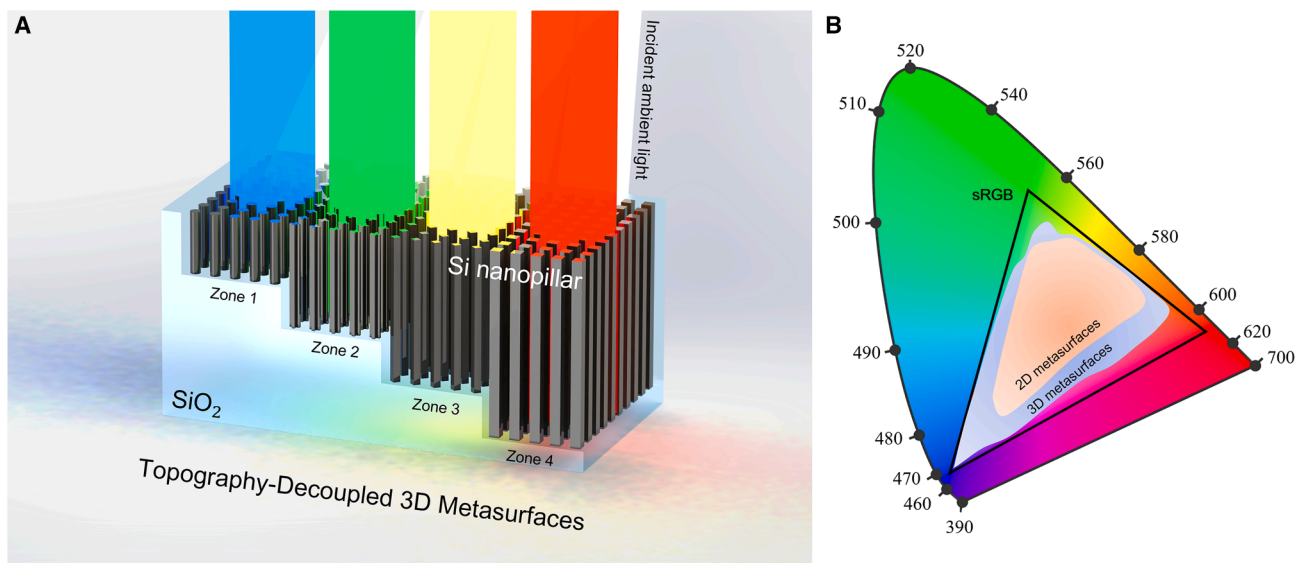 A
Incident ambient light
Si nanopillar
Zone 1
Zone 2
Zone 3
Zone 4
SiO₂
Topography-Decoupled 3D Metasurfaces
B
520
540
510
560
sRGB
500
580
600
620
490
700
2D metasurfaces
3D metasurfaces
480
470
460
390